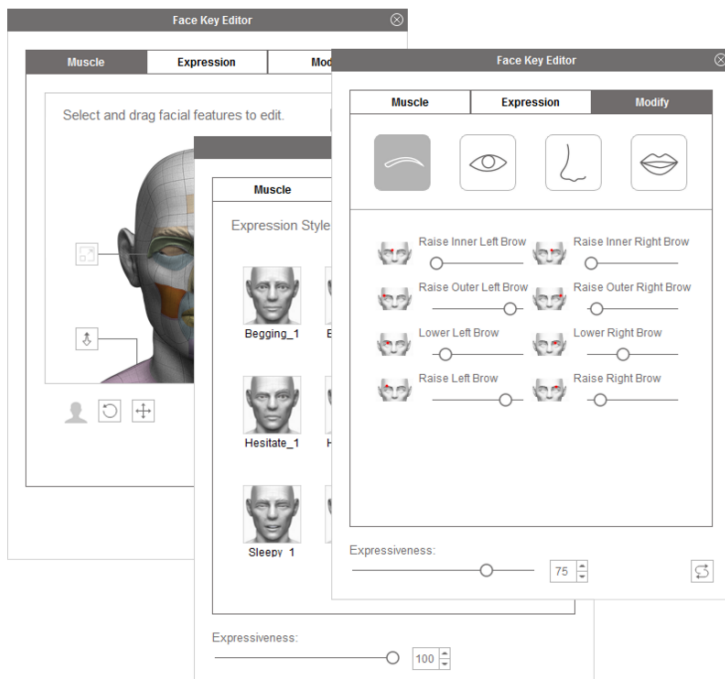 Face Key Editor
Muscle
Expression
Mod
Select and drag facial features to edit.
Mu
Expression Style
Begging_1
Hesitate_1
Sleepy_1
Expressiveness:
100
Face Key Editor
Muscle
Expression
Modify
Raise Inner Left Brow
Raise Inner Right Brow
Raise Outer Left Brow
Raise Outer Right Brow
Lower Left Brow
Lower Right Brow
Raise Left Brow
Raise Right Brow
Expressiveness:
75